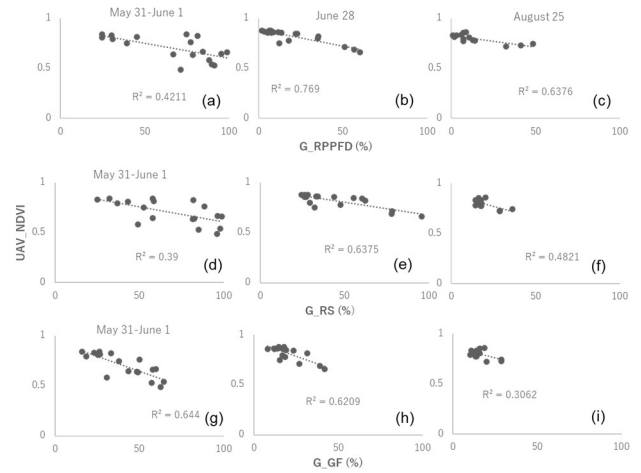 May 31-June 1
June 28
August 25
1
1
1
0.5
0.5
0.5
R² = 0.4211
(a)
R² = 0.769
(b)
R² = 0.6376
(c)
0
0
0
0
50
100
0
50
100
0
50
100
G_RPPFD (%)
UAV_NDVI
May 31-June 1
1
1
1
0.5
0.5
0.5
R² = 0.39
(d)
R² = 0.6375
(e)
R² = 0.4821
(f)
0
0
0
0
50
100
0
50
100
0
50
100
G_RS (%)
May 31-June 1
1
1
1
0.5
0.5
0.5
R² = 0.644
(g)
R² = 0.6209
(h)
R² = 0.3062
(i)
0
0
0
0
50
100
0
50
100
0
50
100
G_GF (%)